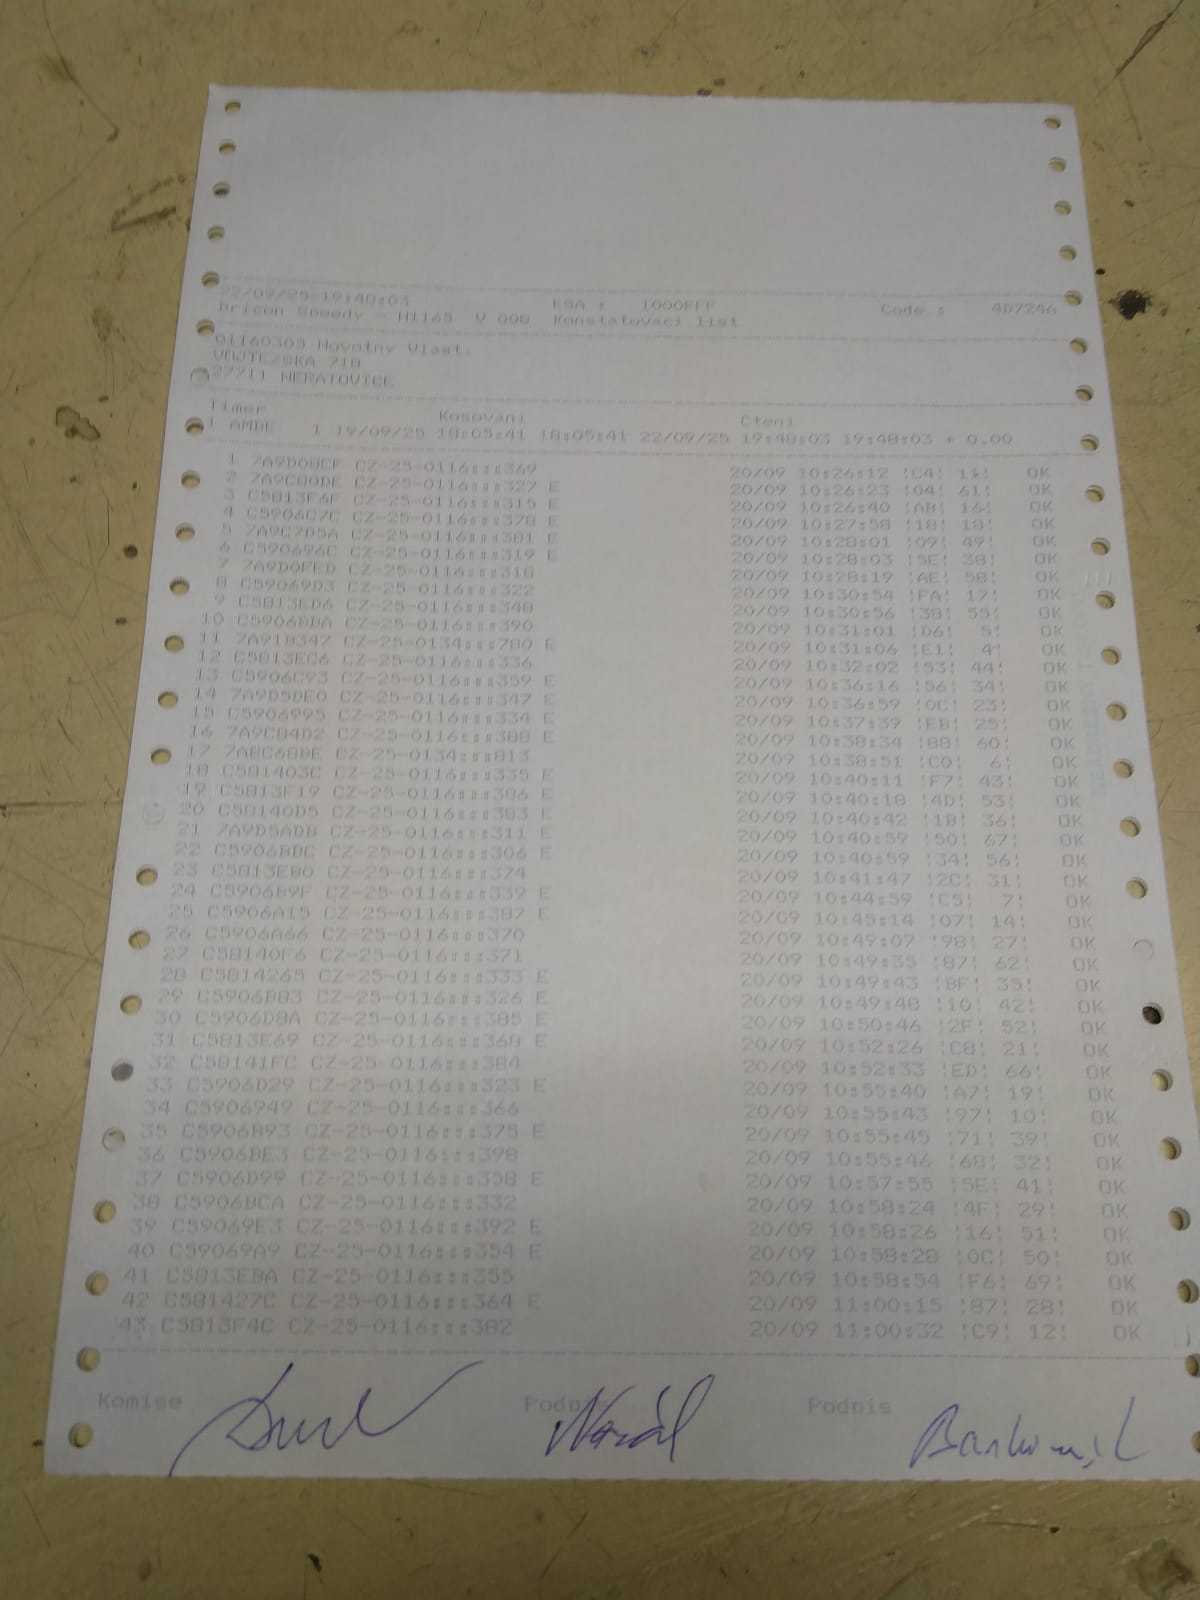 22/09/25-19:48:03 ESA : 1000FFF Code : 4D724A
Bricon Speedy - H1165 V 008 Konstatovaci list
01160305 Novotny Vlast.
VOJTEZSKA 718
27711 NERATOVICE
Timer Kosovani Cteni
1 AMBE 1 19/09/25 18:05:41 18:05:41 22/09/25 19:48:03 19:48:03 + 0.00
1 7A9D08EF CZ-25-0116:::369 20/09 10:26:12 !C4! 11! OK
2 7A9C80DE CZ-25-0116:::327 E 20/09 10:26:23 !04! 61! OK
3 C5813F6F CZ-25-0116:::315 E 20/09 10:26:40 !AB! 16! OK
4 C5906C7C CZ-25-0116:::378 E 20/09 10:27:58 !18! 18! OK
5 7A9C7D5A CZ-25-0116:::381 E 20/09 10:28:01 !09! 49! OK
6 C590696C CZ-25-0116:::319 E 20/09 10:28:03 !5E! 38! OK
7 7A9D0FED CZ-25-0116:::318 20/09 10:28:19 !AE! 58! OK
8 C59069D3 CZ-25-0116:::322 20/09 10:30:54 !FA! 17! OK
9 C5813ED6 CZ-25-0116:::348 20/09 10:30:56 !38! 55! OK
10 C5906BBA CZ-25-0116:::390 20/09 10:31:01 !D6! 5! OK
11 7A91B347 CZ-25-0134:::780 E 20/09 10:31:06 !E1! 4! OK
12 C5813EC6 CZ-25-0116:::336 20/09 10:32:02 !53! 44! OK
13 C5906C93 CZ-25-0116:::359 E 20/09 10:36:16 !56! 34! OK
14 7A9D5DE0 CZ-25-0116:::347 E 20/09 10:36:59 !0C! 23! OK
15 C5906995 CZ-25-0116:::334 E 20/09 10:37:39 !EB! 25! OK
16 7A9C84D2 CZ-25-0116:::388 E 20/09 10:38:34 !88! 60! OK
17 7A8C68BE CZ-25-0134:::813 20/09 10:38:51 !C0! 6! OK
18 C581403C CZ-25-0116:::335 E 20/09 10:40:11 !F7! 43! OK
19 C5813F19 CZ-25-0116:::386 E 20/09 10:40:18 !4D! 53! OK
20 C58140D5 CZ-25-0116:::383 E 20/09 10:40:42 !1B! 36! OK
21 7A9D5ADB CZ-25-0116:::311 E 20/09 10:40:59 !50! 67! OK
22 C5906BBC CZ-25-0116:::306 E 20/09 10:40:59 !34! 56! OK
23 C5813EB0 CZ-25-0116:::374 20/09 10:41:47 !2C! 31! OK
24 C5906B9F CZ-25-0116:::339 E 20/09 10:44:59 !C5! 7! OK
25 C5906A15 CZ-25-0116:::387 E 20/09 10:45:14 !07! 14! OK
26 C5906A66 CZ-25-0116:::370 20/09 10:49:07 !98! 27! OK
27 C58140F6 CZ-25-0116:::371 20/09 10:49:35 !87! 62! OK
28 C5814265 CZ-25-0116:::333 E 20/09 10:49:43 !BF! 35! OK
29 C5906B83 CZ-25-0116:::326 E 20/09 10:49:48 !10! 42! OK
30 C5906D8A CZ-25-0116:::385 E 20/09 10:50:46 !2F! 52! OK
31 C5813E69 CZ-25-0116:::368 E 20/09 10:52:26 !C8! 21! OK
32 C58141FC CZ-25-0116:::384 20/09 10:52:33 !ED! 66! OK
33 C5906D29 CZ-25-0116:::323 E 20/09 10:55:40 !A7! 19! OK
34 C5906949 CZ-25-0116:::366 20/09 10:55:43 !97! 10! OK
35 C5906B93 CZ-25-0116:::375 E 20/09 10:55:45 !71! 39! OK
36 C5906BE3 CZ-25-0116:::398 20/09 10:55:46 !68! 32! OK
37 C5906D99 CZ-25-0116:::358 E 20/09 10:57:55 !5E! 41! OK
38 C5906BCA CZ-25-0116:::332 20/09 10:58:24 !4F! 29! OK
39 C59069E3 CZ-25-0116:::392 E 20/09 10:58:26 !16! 51! OK
40 C59069A9 CZ-25-0116:::354 E 20/09 10:58:28 !0C! 50! OK
41 C5813EBA CZ-25-0116:::355 20/09 10:58:54 !F6! 69! OK
42 C581427C CZ-25-0116:::364 E 20/09 11:00:15 !87! 28! OK
43 C5813F4C CZ-25-0116:::382 20/09 11:00:32 !C9! 12! OK
Komise Podpis Podpis